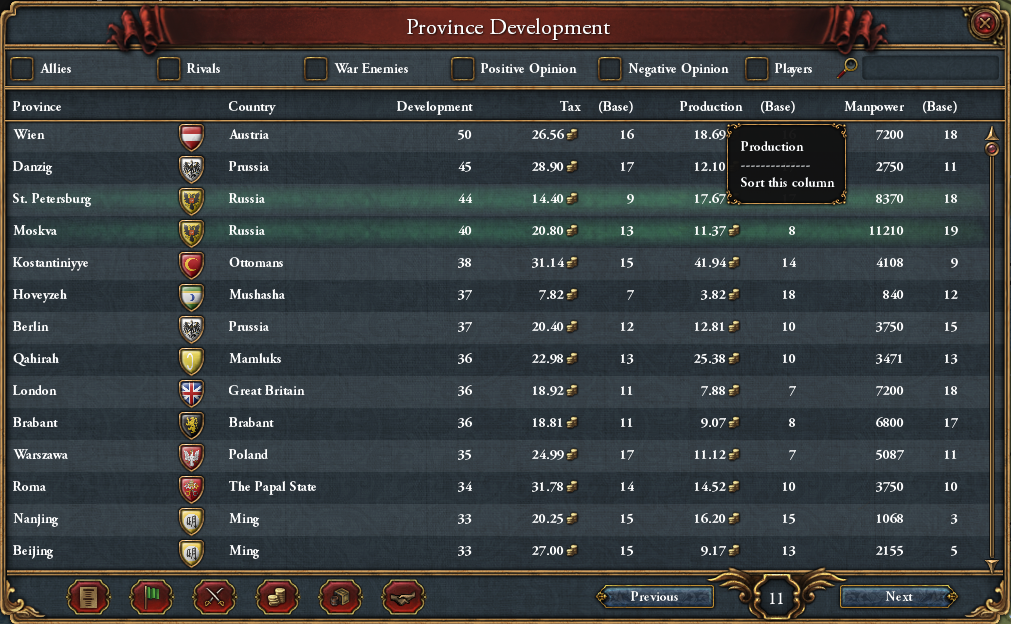 Province Development
Allies Rivals War Enemies Positive Opinion Negative Opinion Players
Province Country Development Tax (Base) Production (Base) Manpower (Base)
Wien Austria 50 26.56 16 18.69 7200 18
Danzig Prussia 45 28.90 17 12.10 2750 11
St. Petersburg Russia 44 14.40 9 17.67 8370 18
Moskva Russia 40 20.80 13 11.37 8 11210 19
Kostantiniyye Ottomans 38 31.14 15 41.94 14 4108 9
Hoveyzeh Mushasha 37 7.82 7 3.82 18 840 12
Berlin Prussia 37 20.40 12 12.81 10 3750 15
Qahirah Mamluks 36 22.98 13 25.38 10 3471 13
London Great Britain 36 18.92 11 7.88 7 7200 18
Brabant Brabant 36 18.81 11 9.07 8 6800 17
Warszawa Poland 35 24.99 17 11.12 7 5087 11
Roma The Papal State 34 31.78 14 14.52 10 3750 10
Nanjing Ming 33 20.25 15 16.20 15 1068 3
Beijing Ming 33 27.00 15 9.17 13 2155 5
Production
--------------
Sort this column
Previous 11 Next